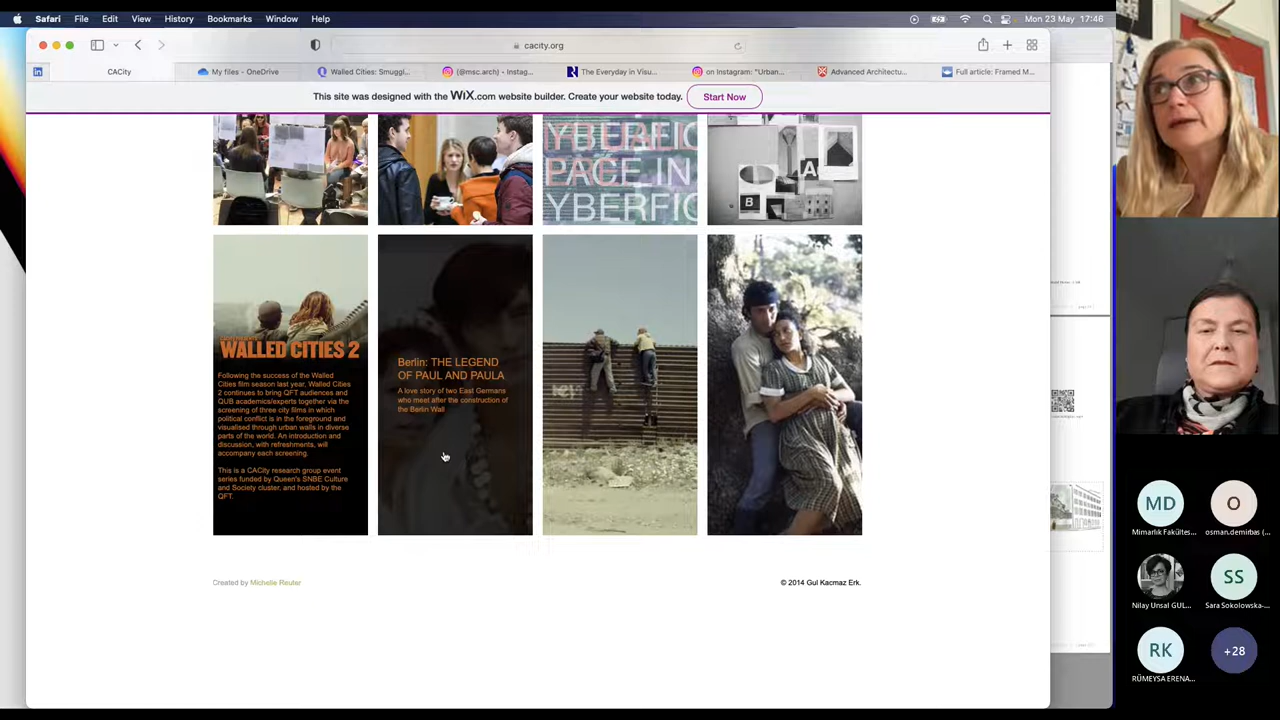 Safari File Edit View History Bookmarks Window Help
Mon 23 May 17:46
cacity.org
CACity
My files - OneDrive
Walled Cities: Smuggl...
(@msc.arch) - Instag...
The Everyday in Visu...
on Instagram: "Urban...
Advanced Architectu...
Full article: Framed M...
This site was designed with the WiX.com website builder. Create your website today. Start Now
YBERFIC
PACE IN
YBERFIC
A
B
WALLED CITIES 2
Following the success of the Walled
Cities film season last year, Walled Cities
2 continues to bring QFT audiences and
QUB academics/experts together via the
screening of three city films in which
political conflict is in the foreground and
visualised through urban walls in diverse
parts of the world. An introduction and
discussion, with refreshments, will
accompany each screening.
This is a CACity research group event
series funded by Queen's SNBE Culture
and Society cluster, and hosted by the
QFT.
Berlin: THE LEGEND
OF PAUL AND PAULA
A love story of two East Germans
who meet after the construction of
the Berlin Wall
Created by Michelle Reuter
© 2014 Gul Kacmaz Erk.
MD
Mimarlık Fakültes...
O
osman.demirbas (...
Nilay Unsal GUL...
SS
Sara Sokolowska-...
RK
RÜMEYSA ERENA...
+28